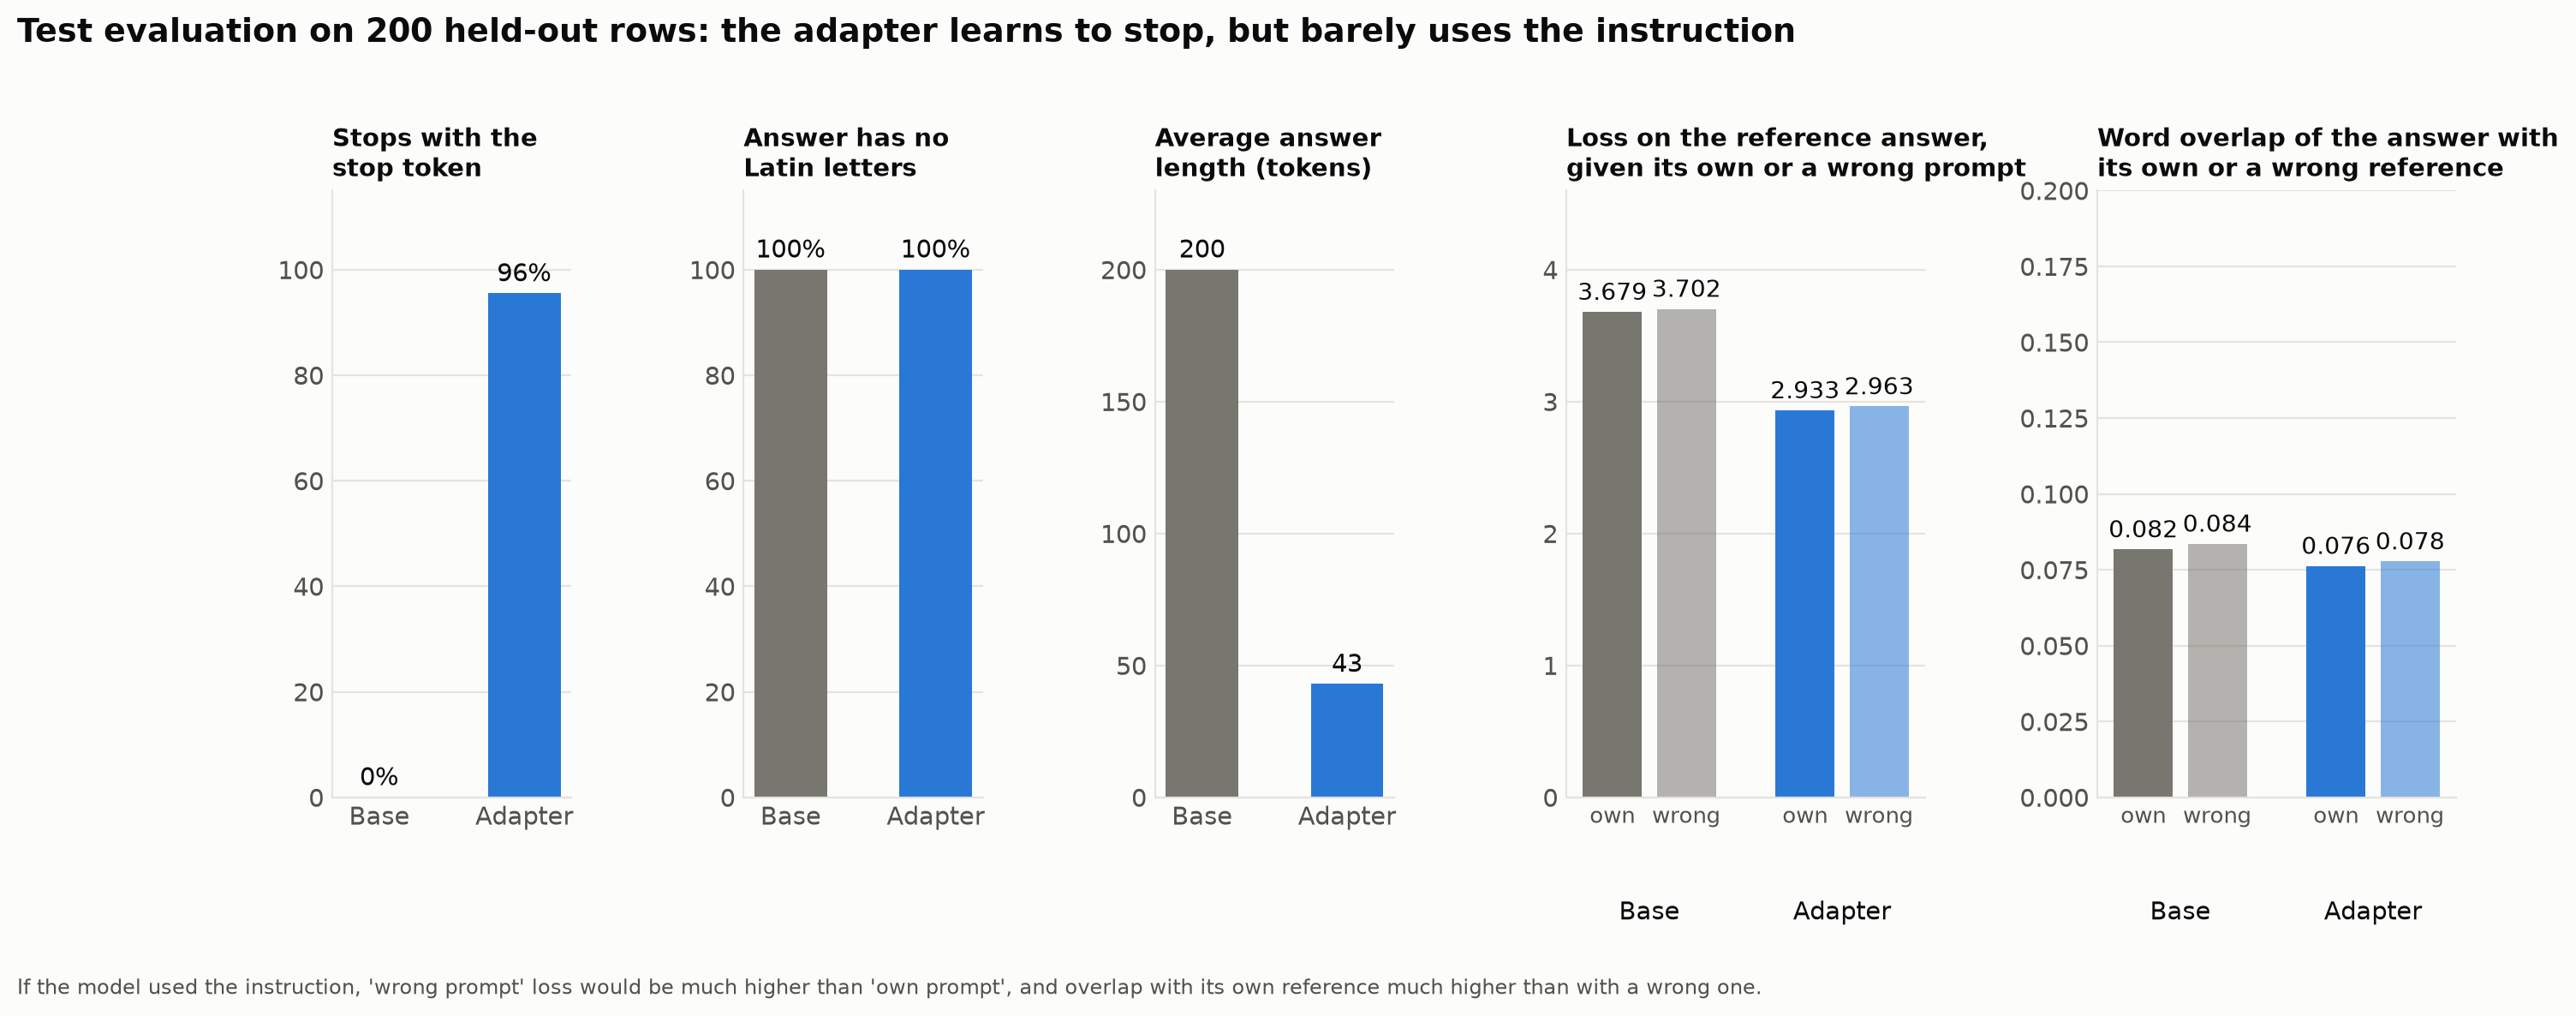 Test evaluation on 200 held-out rows: the adapter learns to stop, but barely uses the instruction
Stops with the
stop token
100
80
60
40
20
0
0%
96%
Base Adapter
Answer has no
Latin letters
100
80
60
40
20
0
100% 100%
Base Adapter
Average answer
length (tokens)
200
150
100
50
0
200
43
Base Adapter
Loss on the reference answer,
given its own or a wrong prompt
4
3
2
1
0
3.679 3.702
2.933 2.963
own wrong own wrong
Base Adapter
Word overlap of the answer with
its own or a wrong reference
0.200
0.175
0.150
0.125
0.100
0.075
0.050
0.025
0.000
0.082 0.084
0.076 0.078
own wrong own wrong
Base Adapter
If the model used the instruction, 'wrong prompt' loss would be much higher than 'own prompt', and overlap with its own reference much higher than with a wrong one.